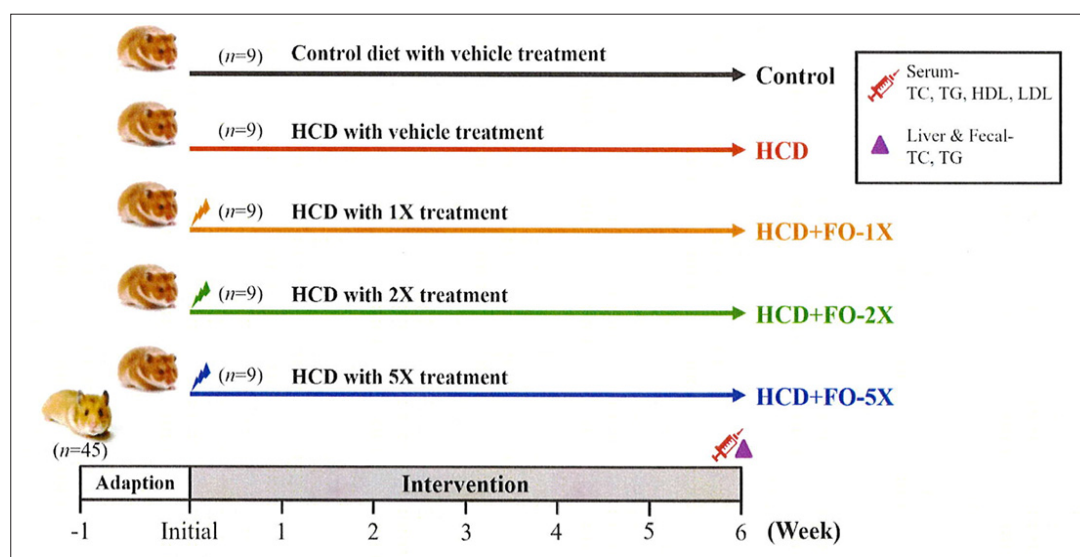 (n=9) Control diet with vehicle treatment
Control
(n=9) HCD with vehicle treatment
HCD
(n=9) HCD with 1X treatment
HCD+FO-1X
(n=9) HCD with 2X treatment
HCD+FO-2X
(n=9) HCD with 5X treatment
HCD+FO-5X
Serum-
TC, TG, HDL, LDL
Liver & Fecal-
TC, TG
(n=45)
Adaption Intervention
-1 Initial 1 2 3 4 5 6 (Week)